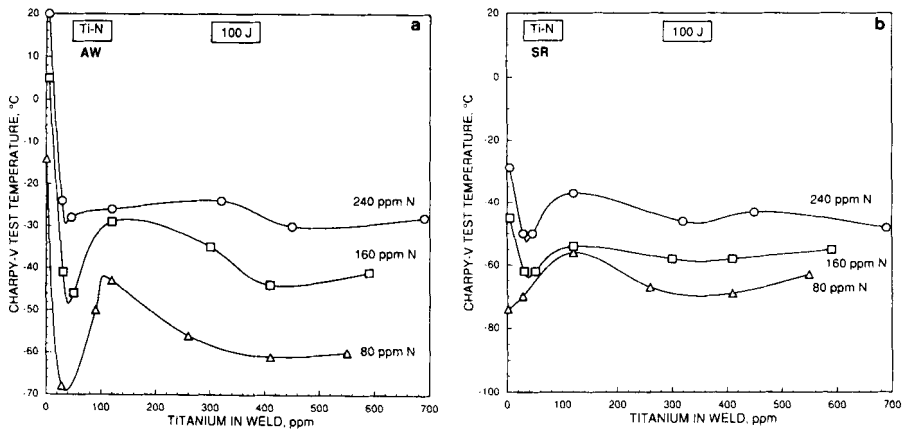 a
Ti-N
AW
100 J
20
10
0
-10
-20
-30
-40
-50
-60
-70
240 ppm N
160 ppm N
80 ppm N
0
100
200
300
400
500
600
700
CHARPY-V TEST TEMPERATURE, °C
TITANIUM IN WELD, ppm
b
Ti-N
SR
100 J
20
0
-20
-40
-60
-80
-100
240 ppm N
160 ppm N
80 ppm N
0
100
200
300
400
500
600
700
CHARPY-V TEST TEMPERATURE, °C
TITANIUM IN WELD, ppm